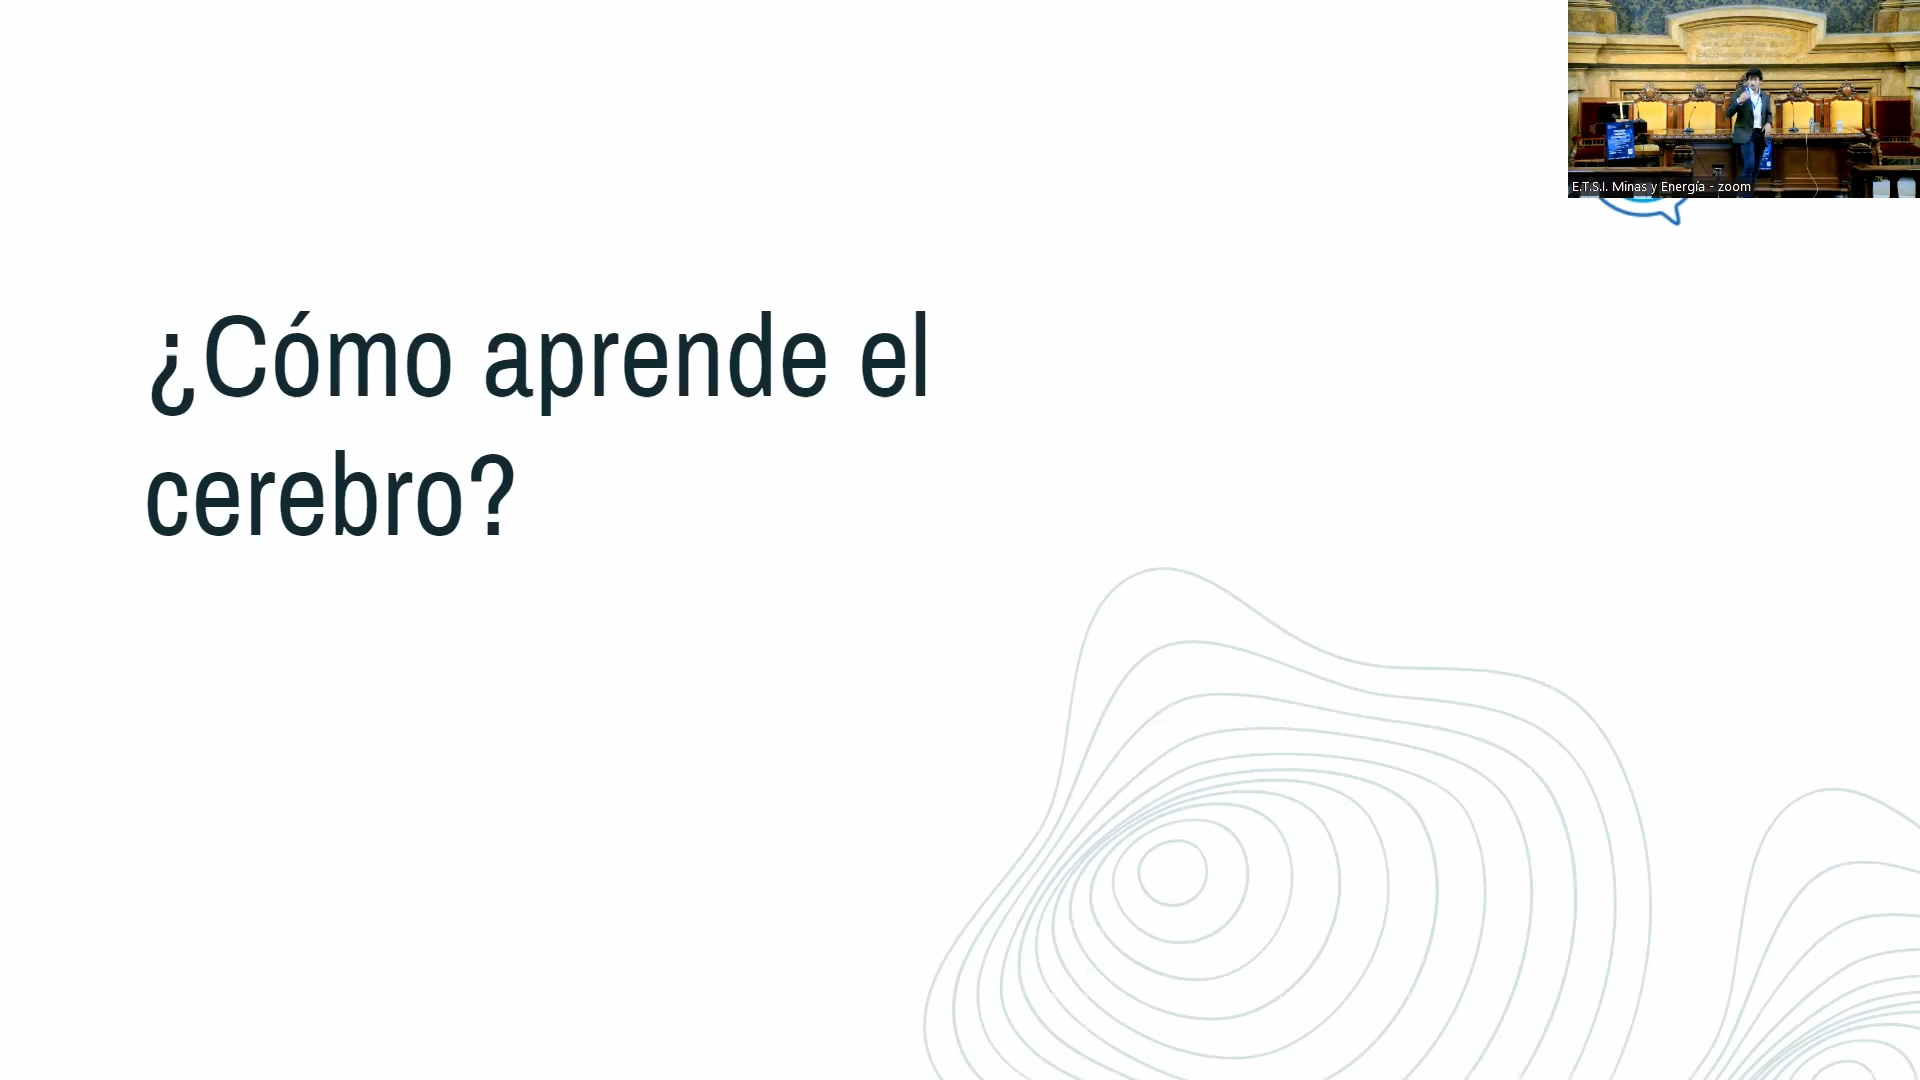 ¿Cómo aprende el
cerebro?
E.T.S.I. Minas y Energía - zoom